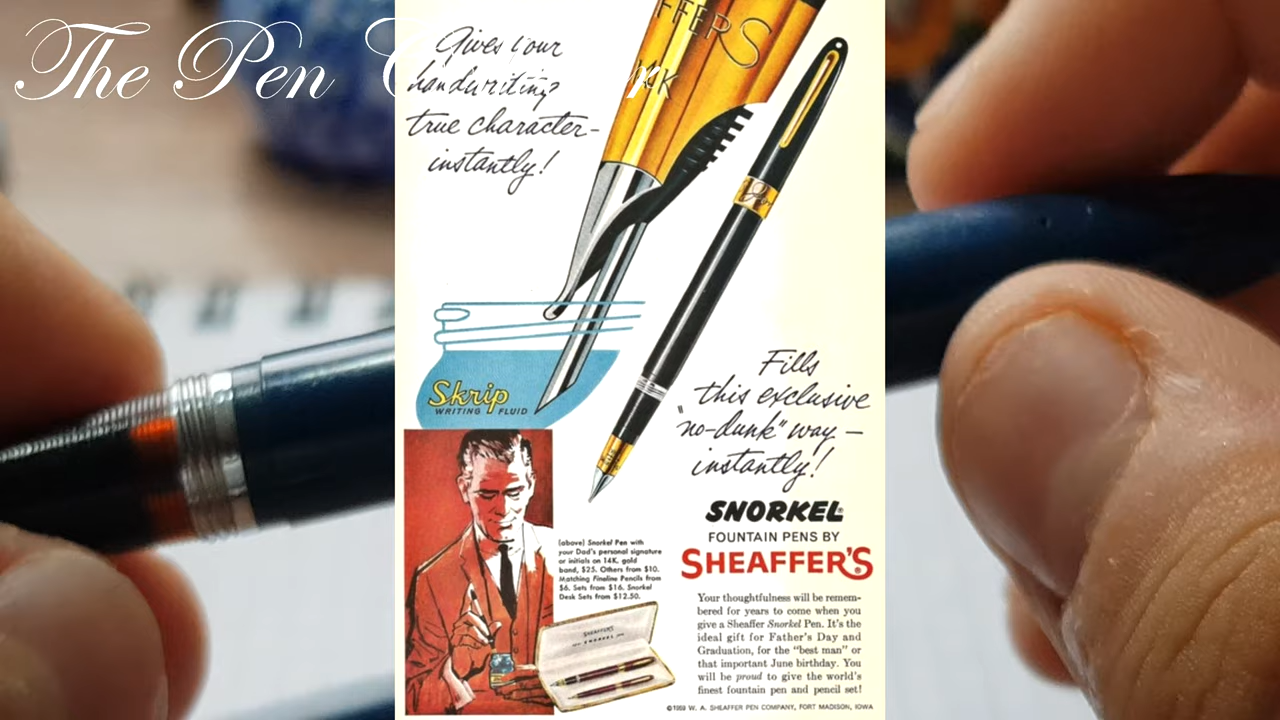 The Pen
Gives your
handwriting
true character-
instantly!
SHEAFFER'S
14K
Skrip
WRITING FLUID
Fills
this exclusive
"no-dunk" way —
instantly!
SNORKEL®
FOUNTAIN PENS BY
SHEAFFER'S
(above) Snorkel Pen with
your Dad's personal signature
or initials on 14K. gold
band, $25. Others from $10.
Matching Fineline Pencils from
$6. Sets from $16. Snorkel
Desk Sets from $12.50.
SHEAFFER'S
SNORKEL
Your thoughtfulness will be remem-
bered for years to come when you
give a Sheaffer Snorkel Pen. It's the
ideal gift for Father's Day and
Graduation, for the "best man" or
that important June birthday. You
will be proud to give the world's
finest fountain pen and pencil set!
W. A. SHEAFFER PEN COMPANY, FORT MADISON, IOWA